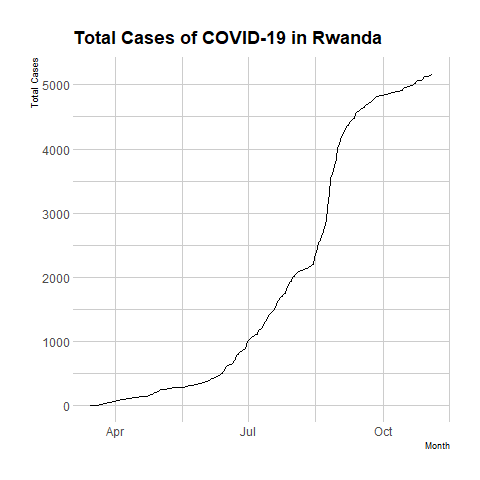 Total Cases of COVID-19 in Rwanda
Total Cases
5000
4000
3000
2000
1000
0
Apr
Jul
Oct
Month